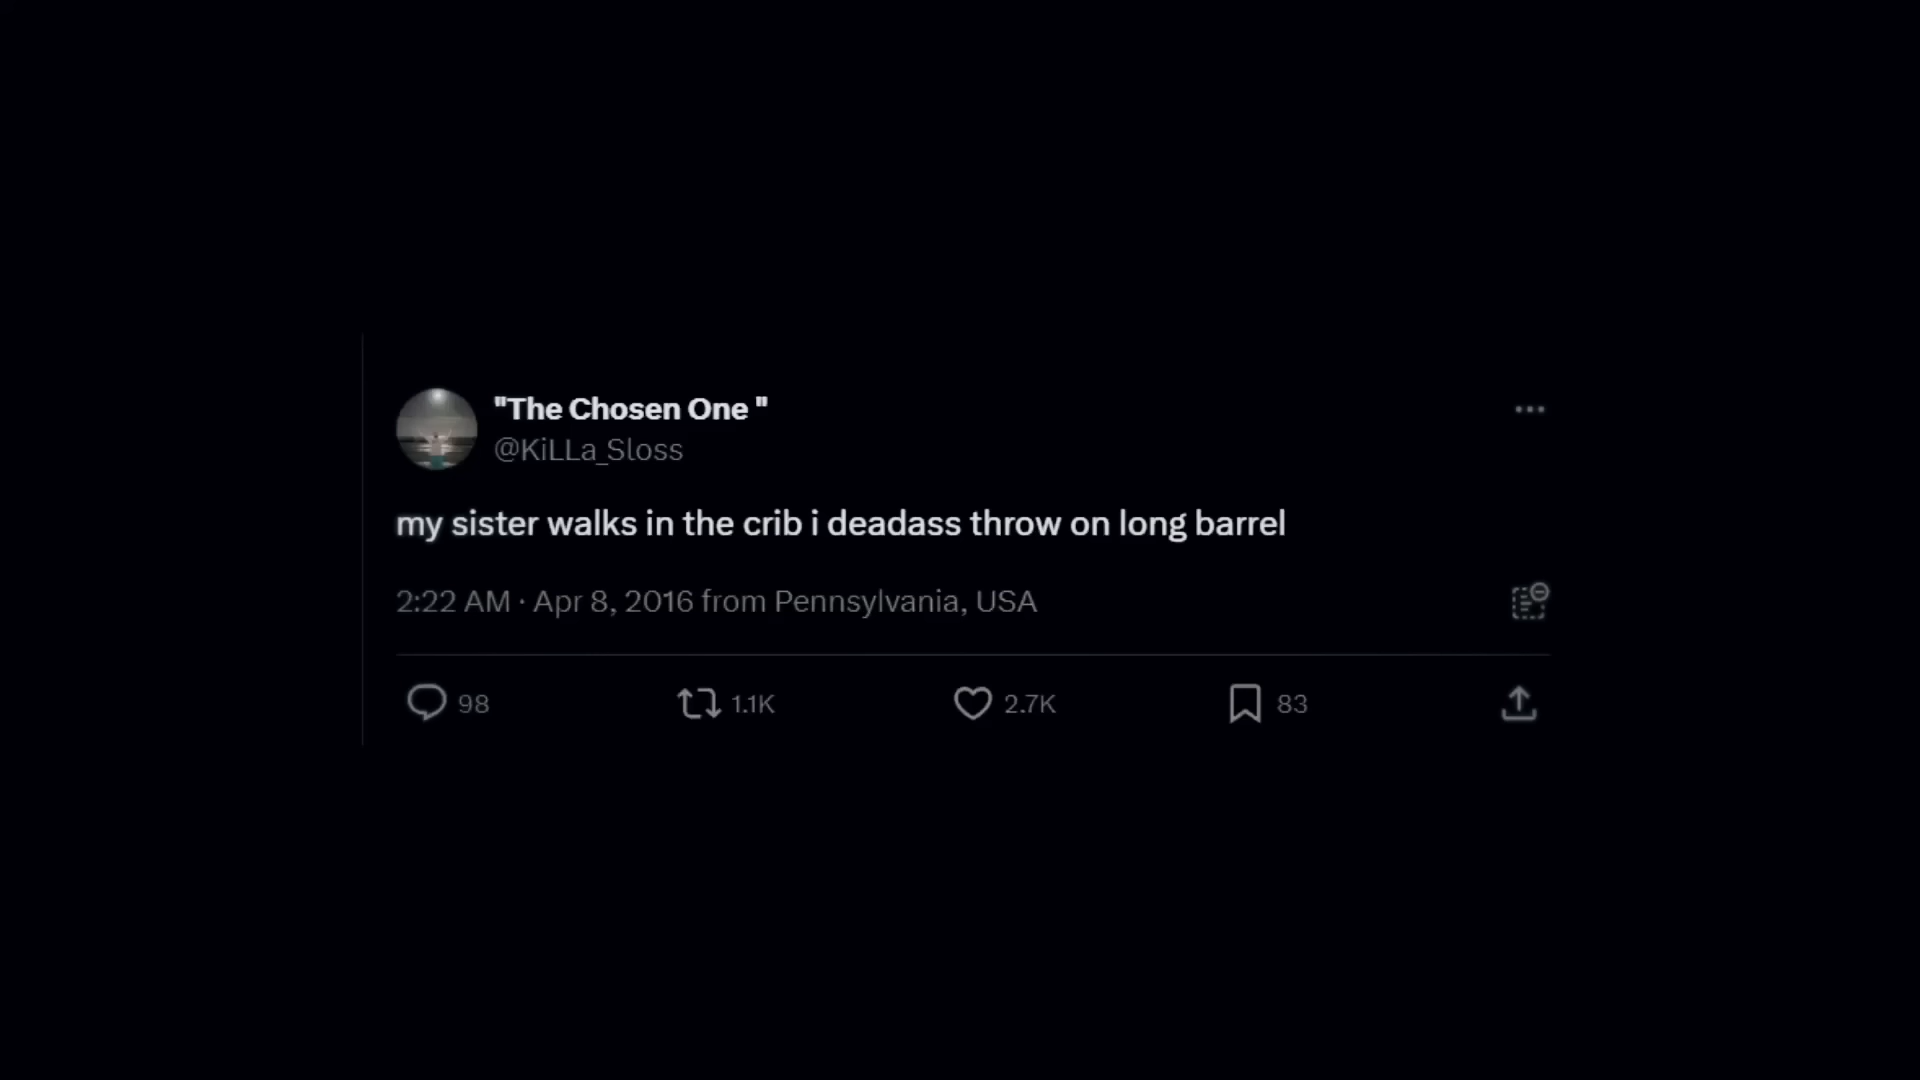 "The Chosen One "
@KiLLa_Sloss
my sister walks in the crib i deadass throw on long barrel
2:22 AM · Apr 8, 2016 from Pennsylvania, USA
98 1.1K 2.7K 83